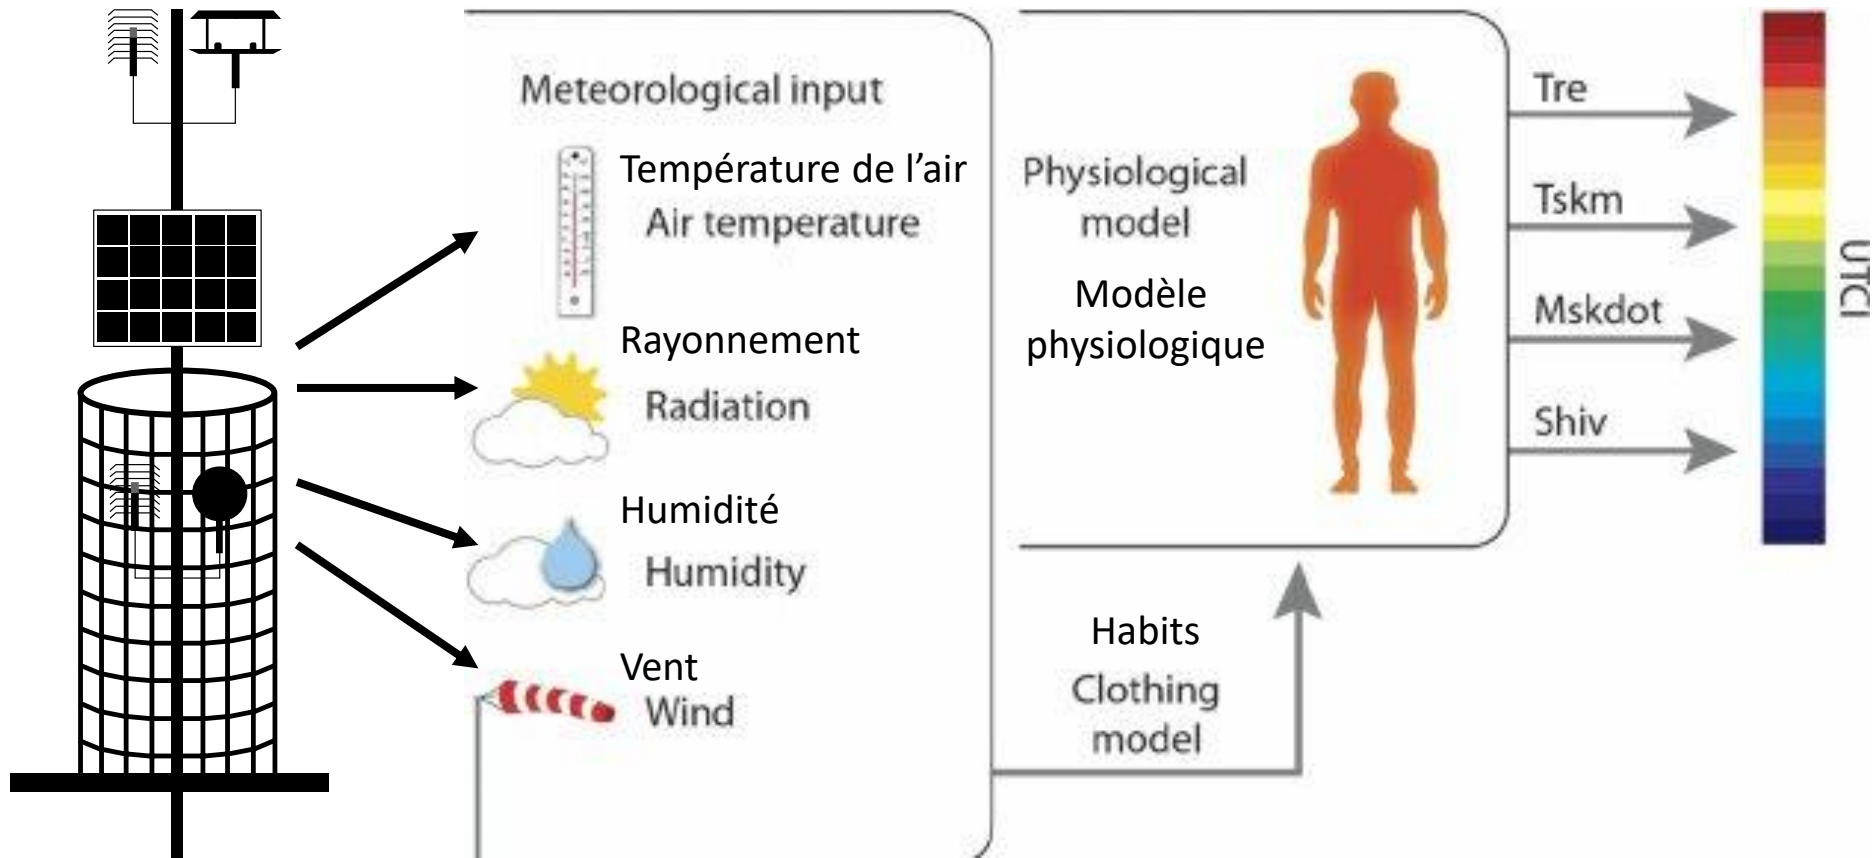 Meteorological input
Température de l’air
Air temperature
Rayonnement
Radiation
Humidité
Humidity
Vent
Wind
Physiological
model
Modèle
physiologique
Habits
Clothing
model
Tre
Tskm
Mskdot
Shiv
UTCI